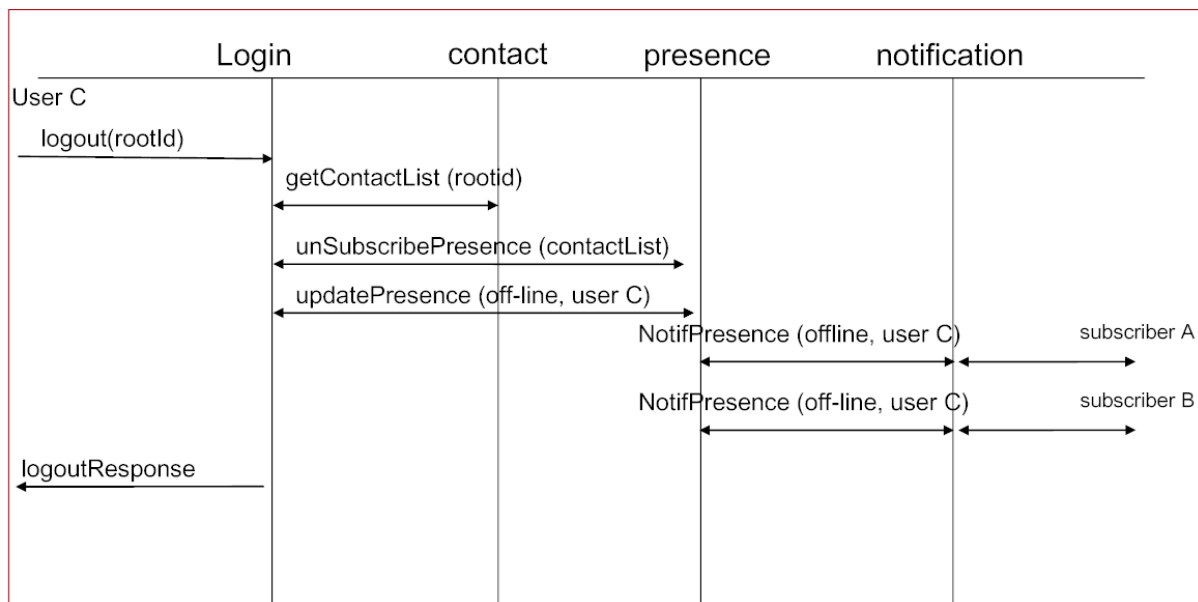 Login contact presence notification
User C
logout(rootId)
getContactList (rootid)
unSubscribePresence (contactList)
updatePresence (off-line, user C)
NotifPresence (offline, user C) subscriber A
NotifPresence (off-line, user C) subscriber B
logoutResponse